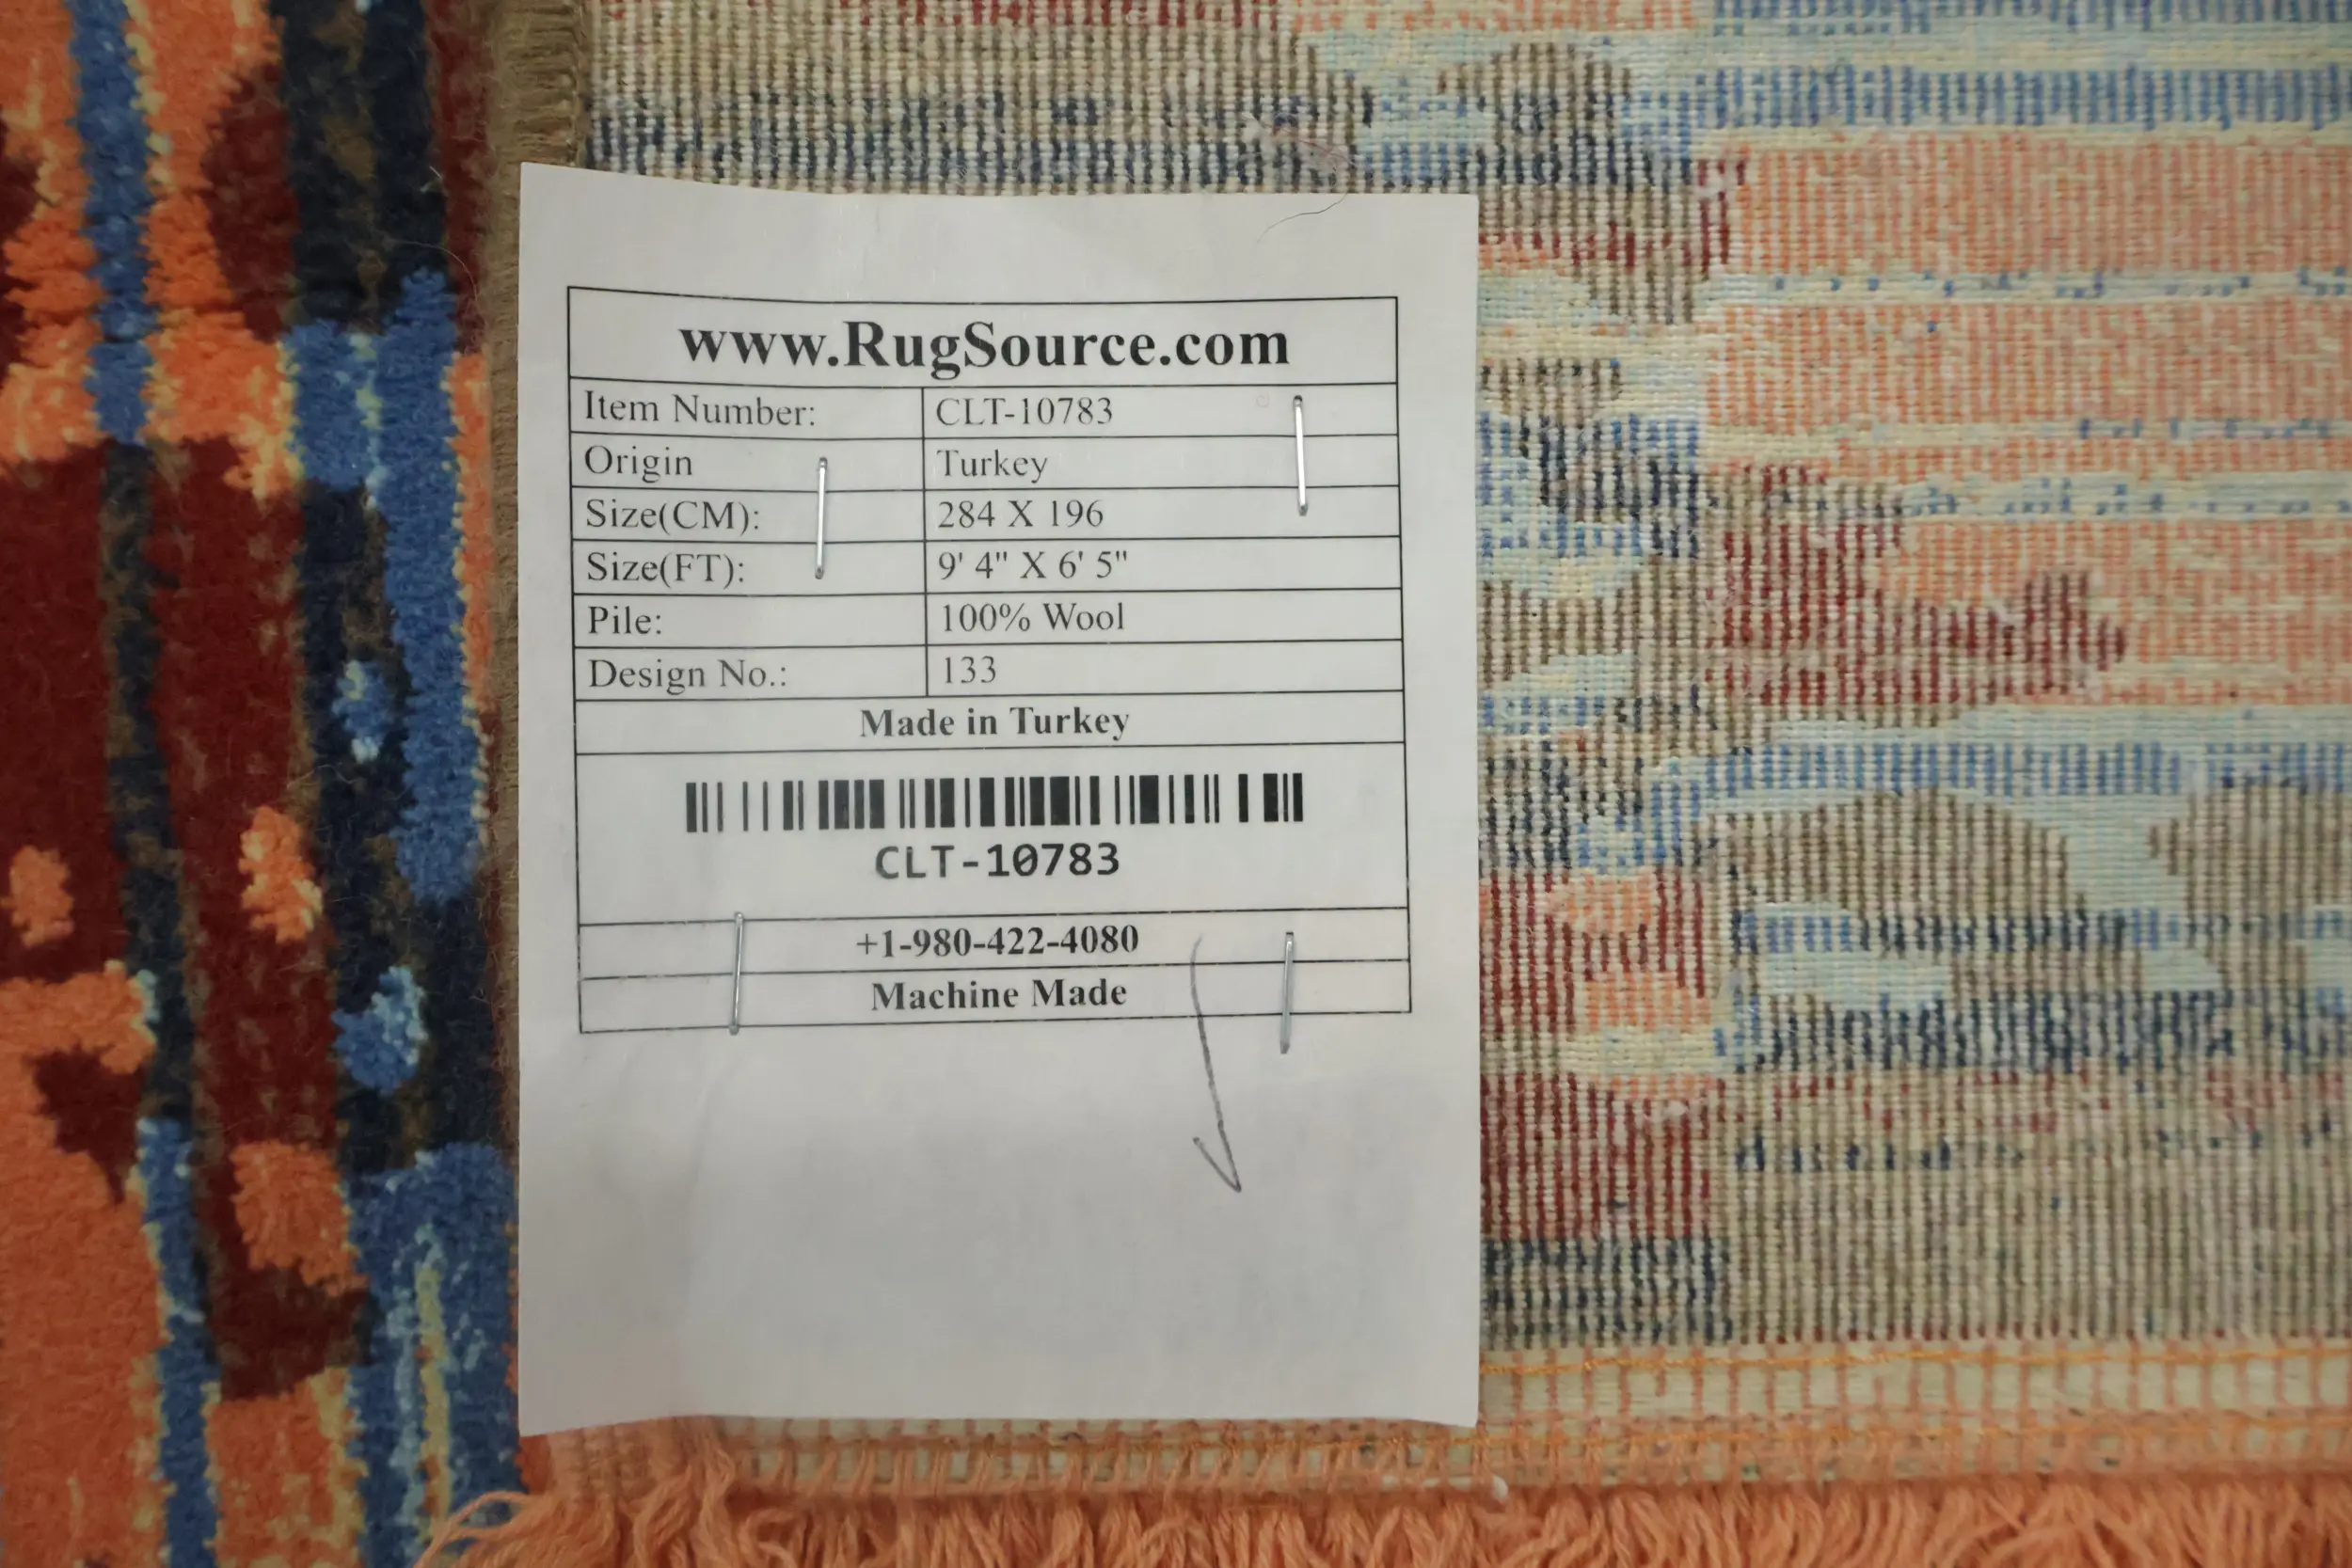 www.RugSource.com
Item Number: CLT-10783
Origin Turkey
Size(CM): 284 X 196
Size(FT): 9' 4" X 6' 5"
Pile: 100% Wool
Design No.: 133
Made in Turkey
CLT-10783
+1-980-422-4080
Machine Made